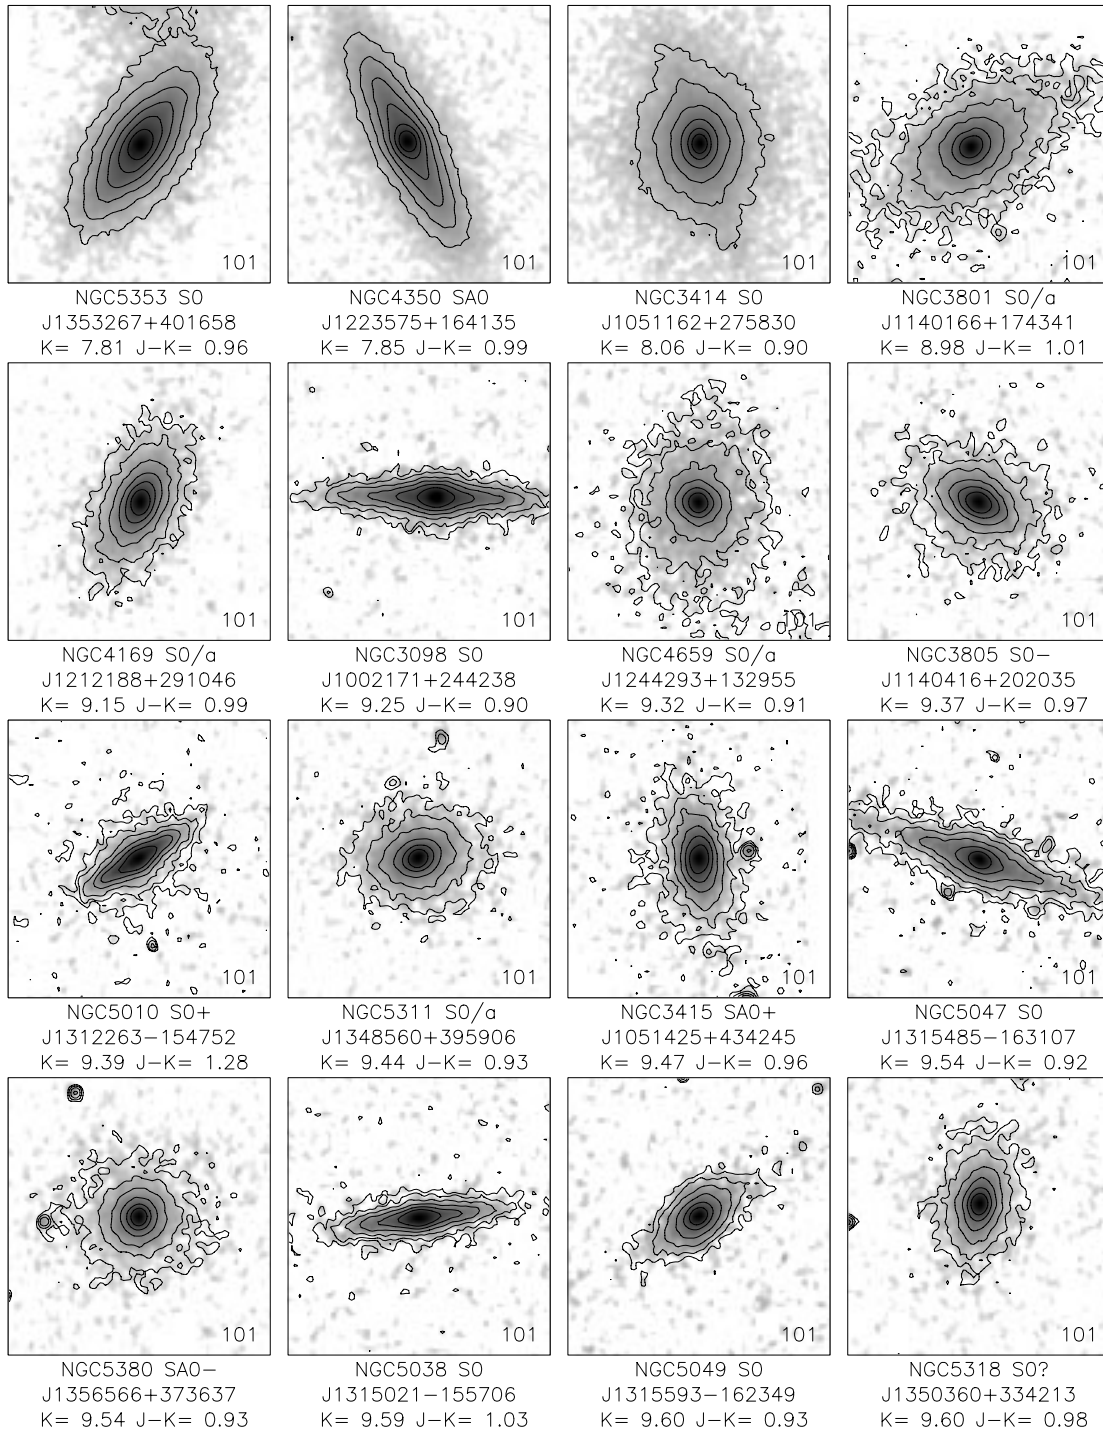 101 101 101 101
NGC5353 S0 NGC4350 SA0 NGC3414 S0 NGC3801 S0/a
J1353267+401658 J1223575+164135 J1051162+275830 J1140166+174341
K= 7.81 J-K= 0.96 K= 7.85 J-K= 0.99 K= 8.06 J-K= 0.90 K= 8.98 J-K= 1.01
101 101 101 101
NGC4169 S0/a NGC3098 S0 NGC4659 S0/a NGC3805 S0-
J1212188+291046 J1002171+244238 J1244293+132955 J1140416+202035
K= 9.15 J-K= 0.99 K= 9.25 J-K= 0.90 K= 9.32 J-K= 0.91 K= 9.37 J-K= 0.97
101 101 101 101
NGC5010 S0+ NGC5311 S0/a NGC3415 SA0+ NGC5047 S0
J1312263-154752 J1348560+395906 J1051425+434245 J1315485-163107
K= 9.39 J-K= 1.28 K= 9.44 J-K= 0.93 K= 9.47 J-K= 0.96 K= 9.54 J-K= 0.92
101 101 101 101
NGC5380 SA0- NGC5038 S0 NGC5049 S0 NGC5318 S0?
J1356566+373637 J1315021-155706 J1315593-162349 J1350360+334213
K= 9.54 J-K= 0.93 K= 9.59 J-K= 1.03 K= 9.60 J-K= 0.93 K= 9.60 J-K= 0.98